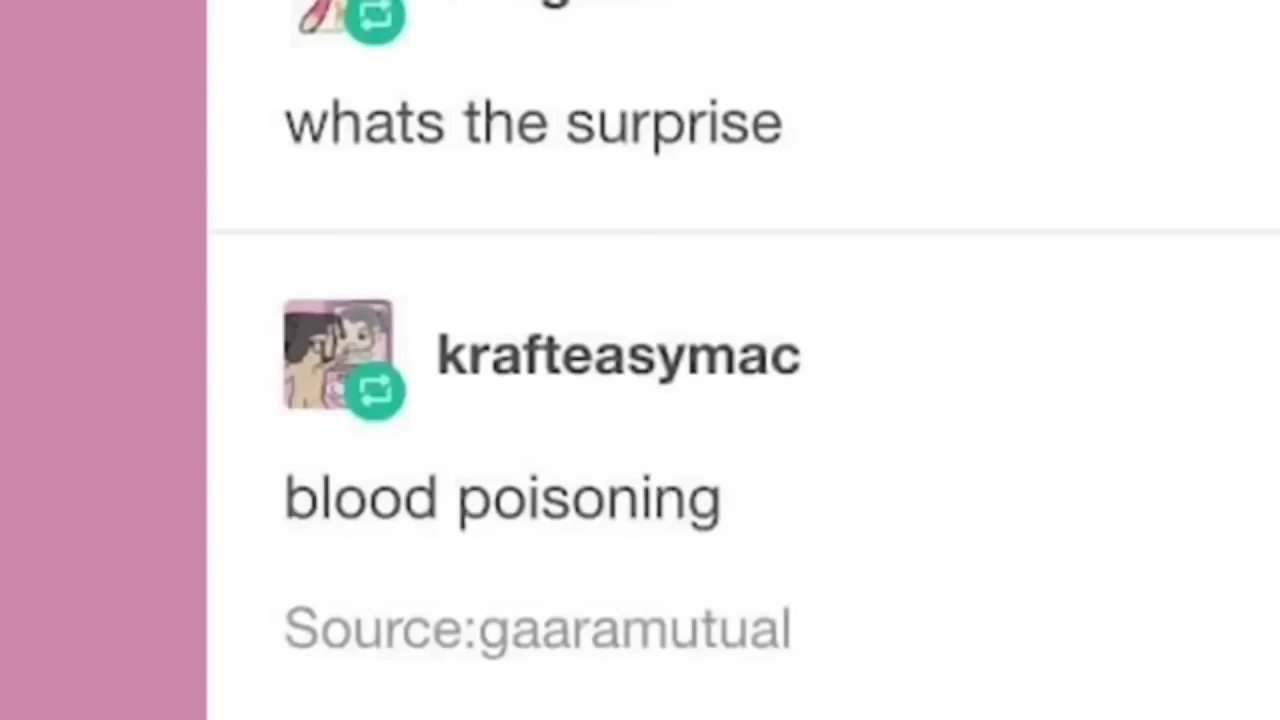 whats the surprise
krafteasymac
blood poisoning
Source:gaaramutual